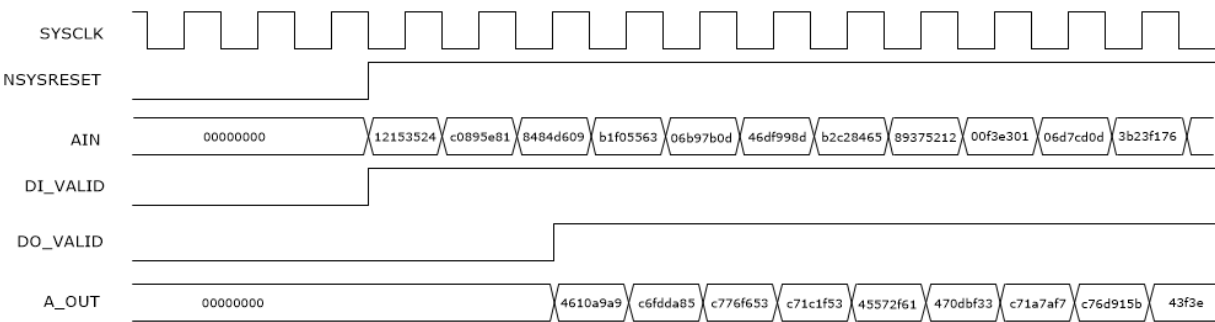 SYSCLK
NSYSRESET
AIN 00000000 12153524 c0895e81 8484d609 b1f05563 06b97b0d 46df998d b2c28465 89375212 00f3e301 06d7cd0d 3b23f176
DI_VALID
DO_VALID
A_OUT 00000000 4610a9a9 c6fdda85 c776f653 c71c1f53 45572f61 470dbf33 c71a7af7 c76d915b 43f3e